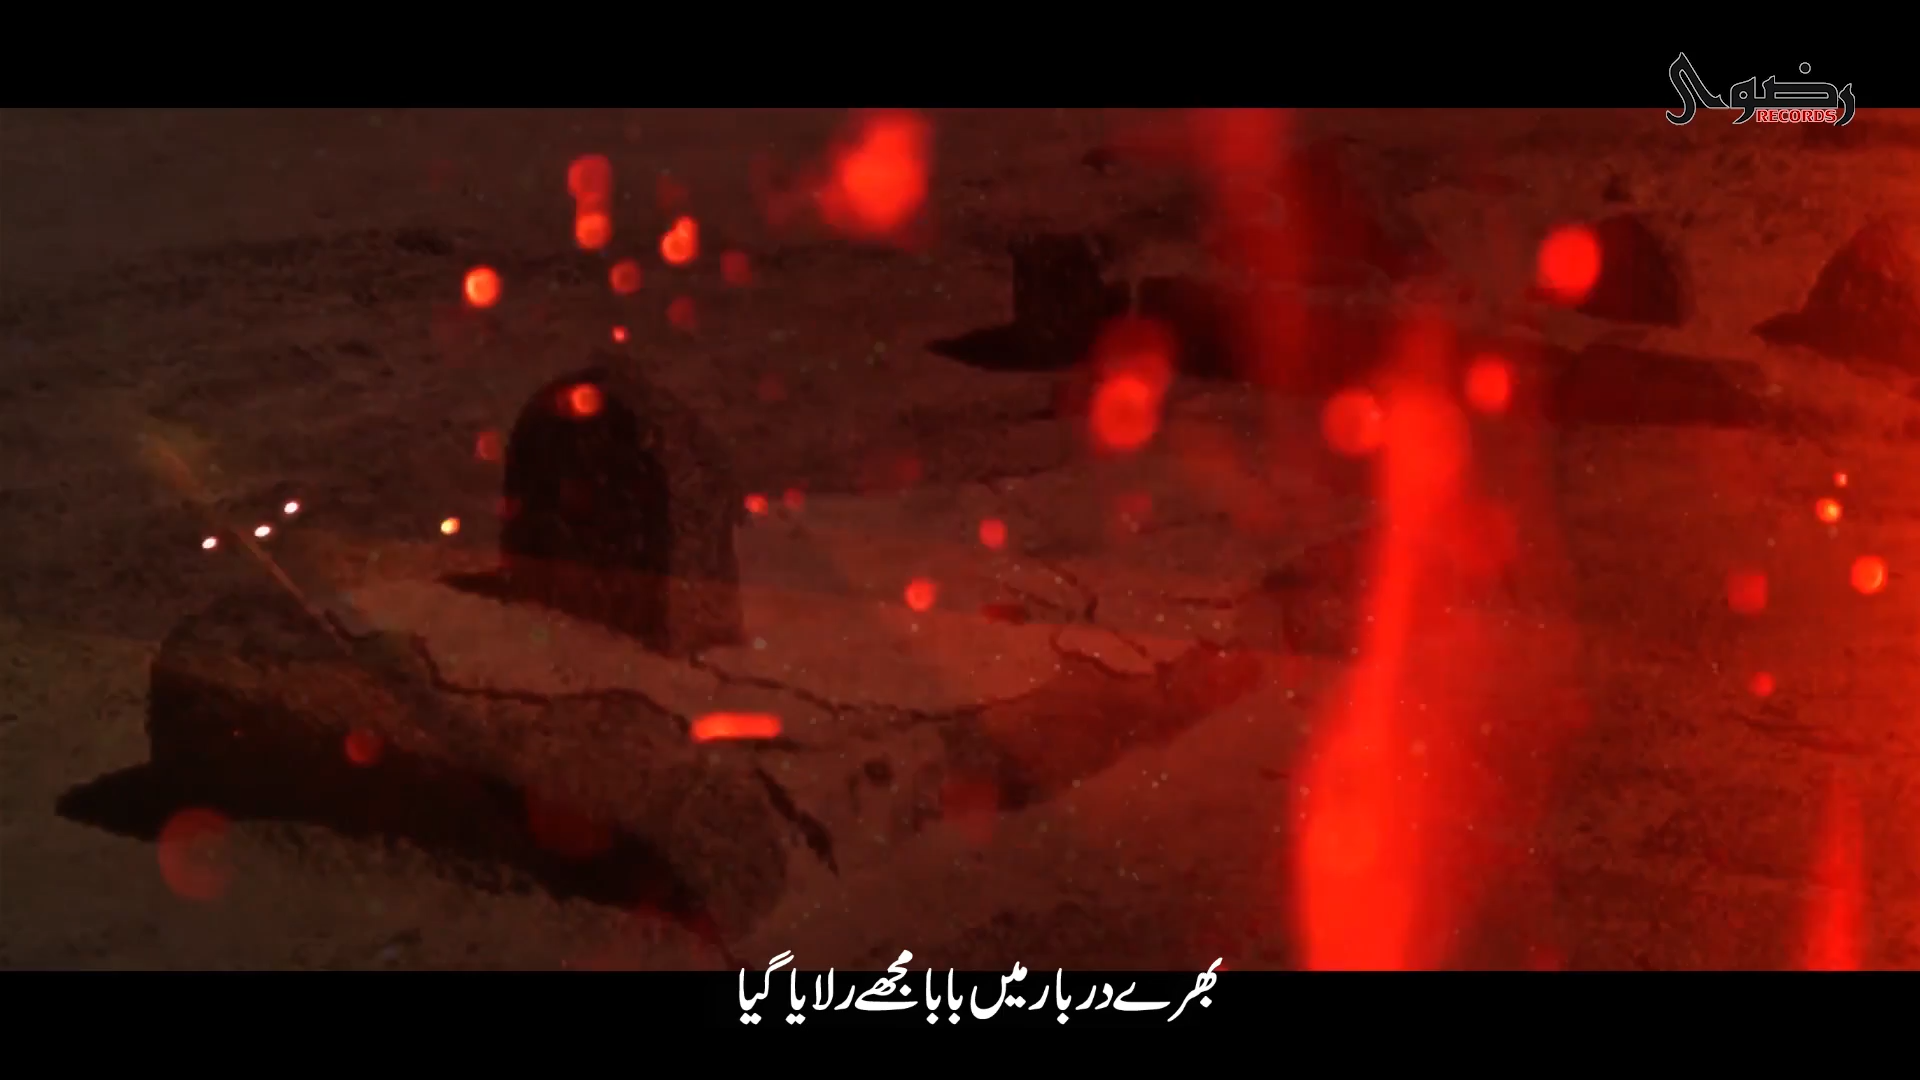 رضوی
RECORDS
بھرے دربار میں بابا مجھے رلایا گیا